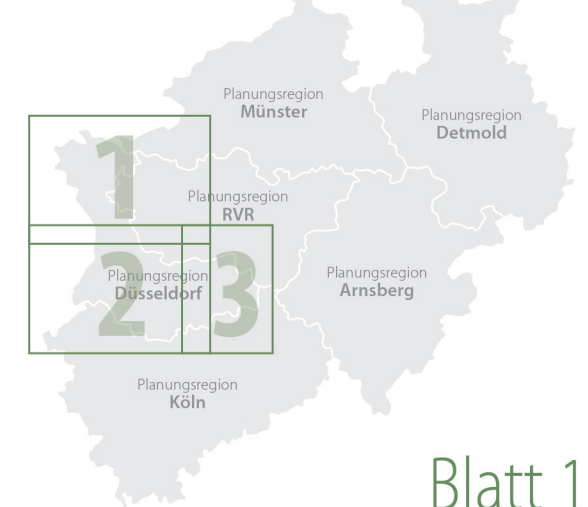 Planungsregion
Münster
Planungsregion
Detmold
1
Planungsregion
RVR
Planungsregion
Düsseldorf
2
3
Planungsregion
Arnsberg
Planungsregion
Köln
Blatt 1